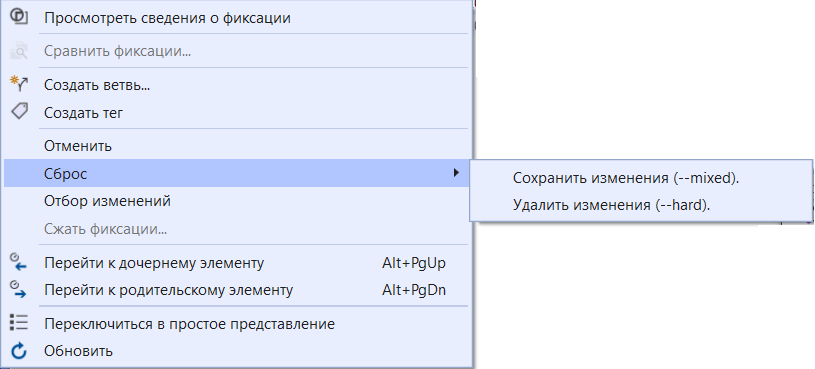 Просмотреть сведения о фиксации
Сравнить фиксации...
Создать ветвь...
Создать тег
Отменить
Сброс
Сохранить изменения (--mixed).
Удалить изменения (--hard).
Отбор изменений
Сжать фиксации...
Перейти к дочернему элементу Alt+PgUp
Перейти к родительскому элементу Alt+PgDn
Переключиться в простое представление
Обновить